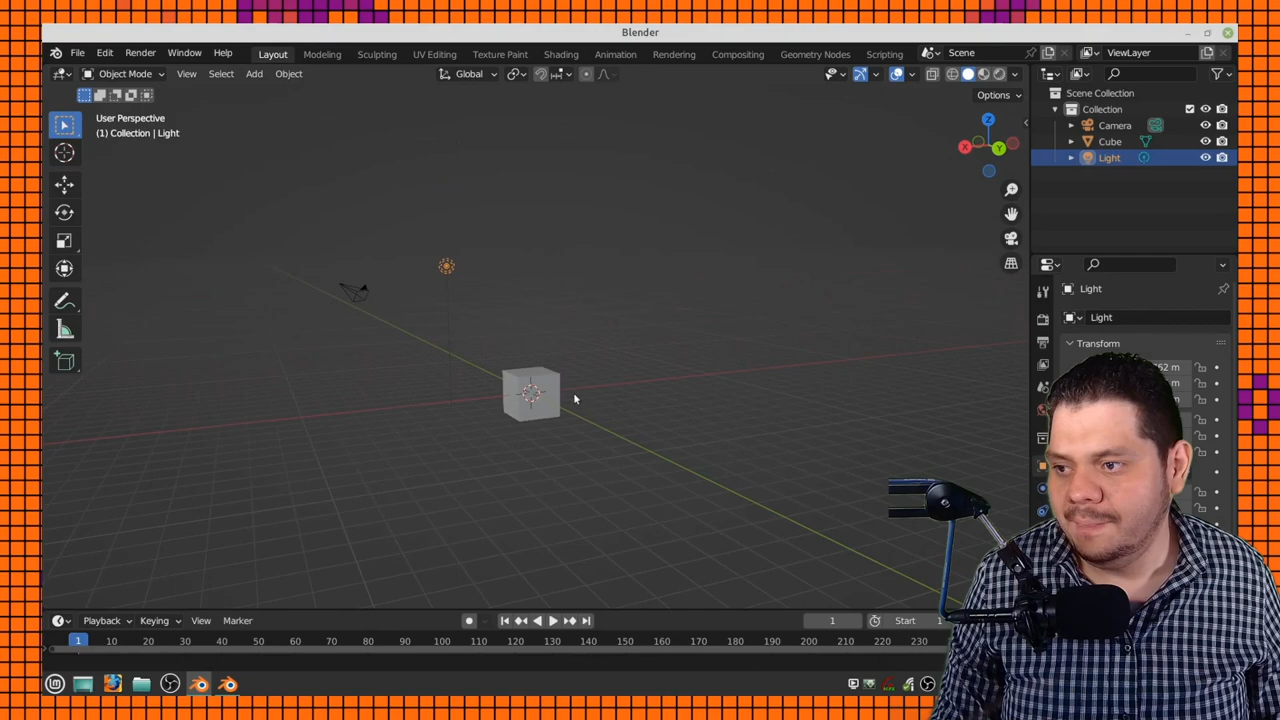 Blender
File Edit Render Window Help
Layout Modeling Sculpting UV Editing Texture Paint Shading Animation Rendering Compositing Geometry Nodes Scripting
Scene
ViewLayer
Object Mode View Select Add Object
Global
Options
User Perspective
(1) Collection | Light
X
Y
Z
Scene Collection
Collection
Camera
Cube
Light
Light
Light
Transform
Playback Keying View Marker
1
Start
1 10 20 30 40 50 60 70 80 90 100 110 120 130 140 150 160 170 180 190 200 210 220 230